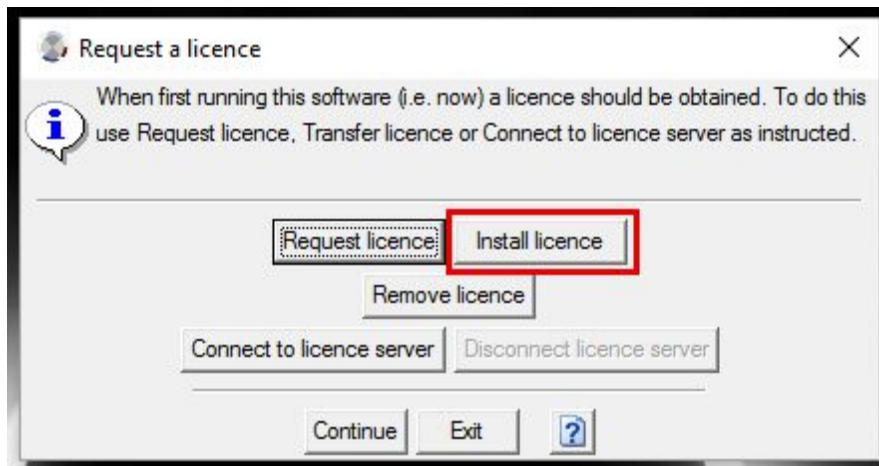 Request a licence
When first running this software (i.e. now) a licence should be obtained. To do this
use Request licence, Transfer licence or Connect to licence server as instructed.
Request licence Install licence
Remove licence
Connect to licence server Disconnect licence server
Continue Exit ?